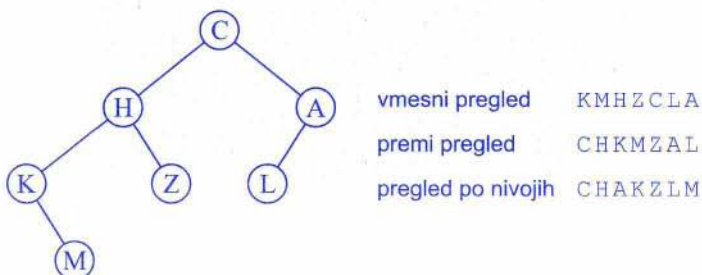 C
H
A
K
Z
L
M
vmesni pregled KMHZCLA
premi pregled CHKMZAL
pregled po nivojih CHAKZLM